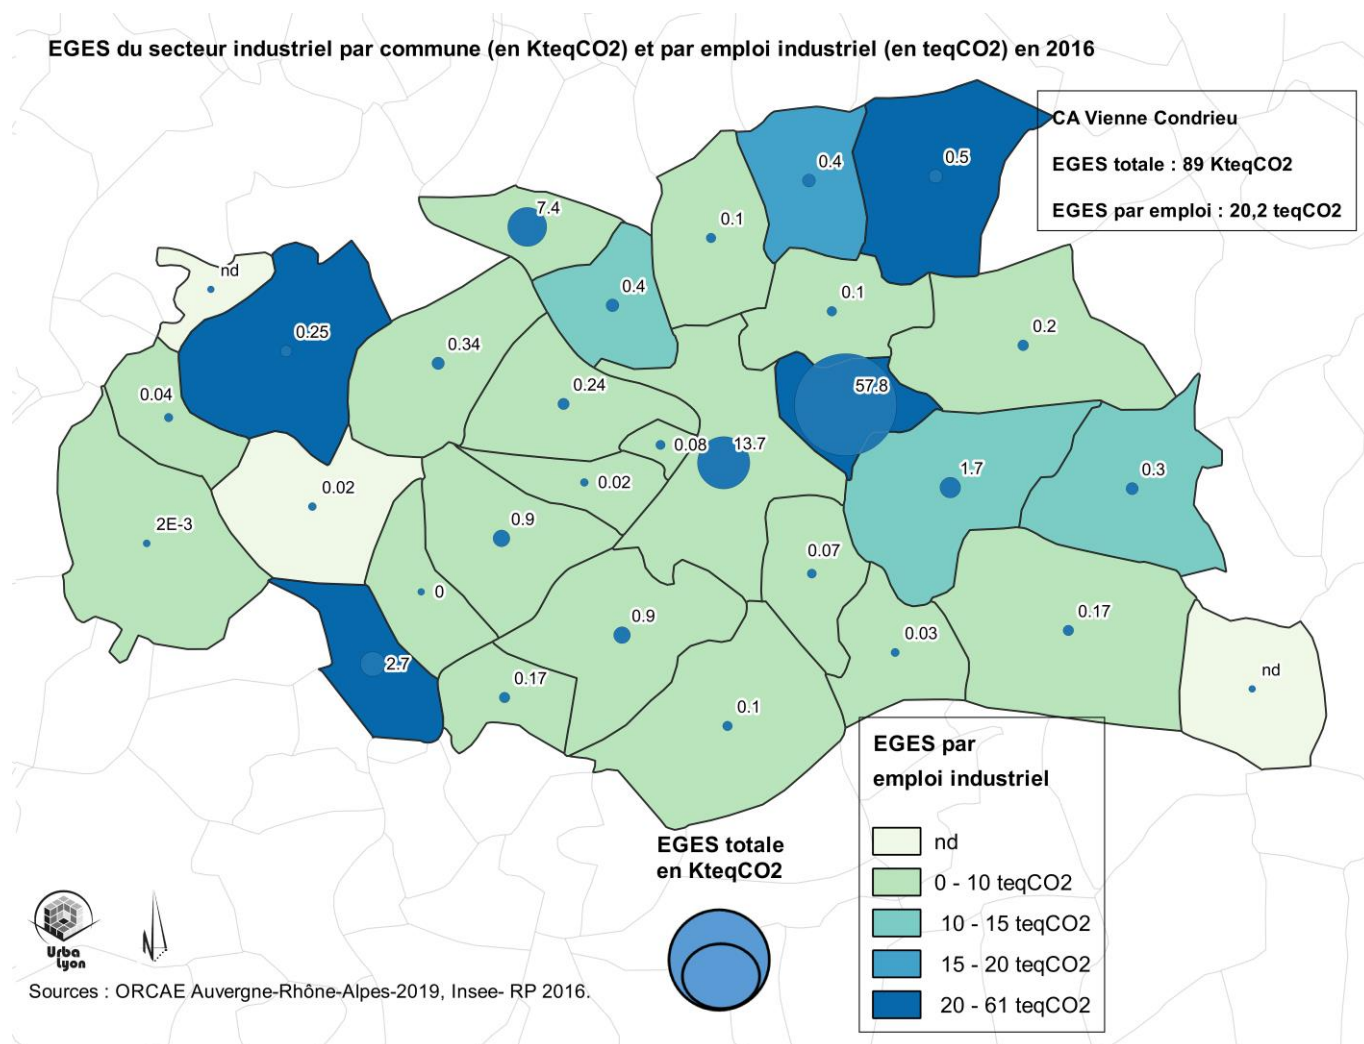 EGES du secteur industriel par commune (en KteqCO2) et par emploi industriel (en teqCO2) en 2016
CA Vienne Condrieu
EGES totale : 89 KteqCO2
EGES par emploi : 20,2 teqCO2
0.4
0.5
7.4
0.1
nd
0.4
0.1
0.25
0.34
0.2
0.04
0.24
57.8
0.08
13.7
0.02
0.02
1.7
0.3
2E-3
0.9
0.07
0
0.9
0.03
0.17
2.7
0.17
0.1
nd
EGES par
emploi industriel
nd
0 - 10 teqCO2
10 - 15 teqCO2
15 - 20 teqCO2
20 - 61 teqCO2
EGES totale
en KteqCO2
N
Urba
Lyon
Sources : ORCAE Auvergne-Rhône-Alpes-2019, Insee- RP 2016.